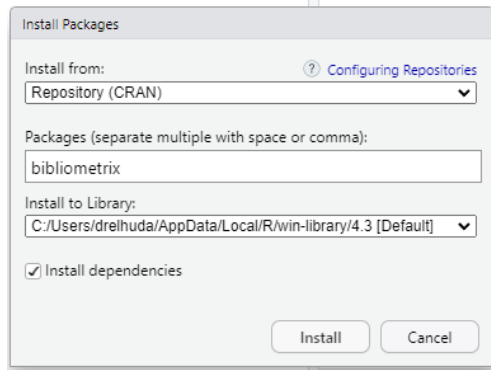 Install Packages
Install from:
? Configuring Repositories
Repository (CRAN)
Packages (separate multiple with space or comma):
bibliometrix
Install to Library:
C:/Users/drelhuda/AppData/Local/R/win-library/4.3 [Default]
Install dependencies
Install
Cancel